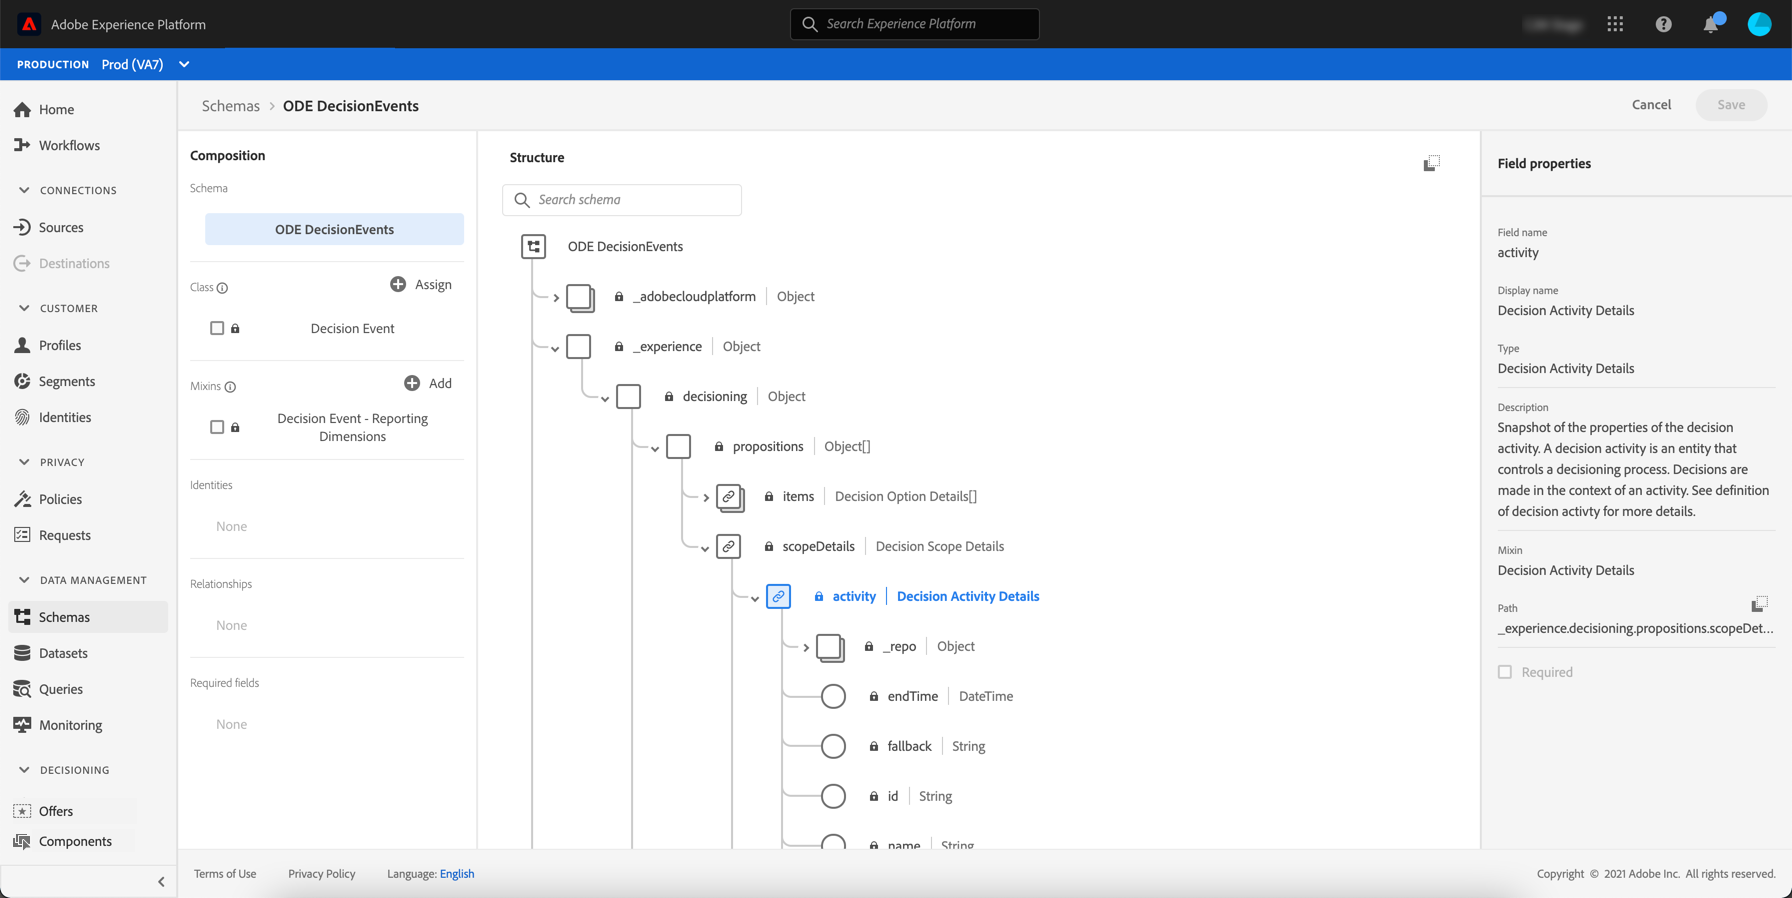 Adobe Experience Platform
Search Experience Platform
PRODUCTION Prod (VA7)
Home
Workflows
CONNECTIONS
Sources
Destinations
CUSTOMER
Profiles
Segments
Identities
PRIVACY
Policies
Requests
DATA MANAGEMENT
Schemas
Datasets
Queries
Monitoring
DECISIONING
Offers
Components
Schemas > ODE DecisionEvents
Cancel
Save
Composition
Schema
ODE DecisionEvents
Class
Assign
Decision Event
Mixins
Add
Decision Event - Reporting
Dimensions
Identities
None
Relationships
None
Required fields
None
Structure
Search schema
ODE DecisionEvents
_adobecloudplatform | Object
_experience | Object
decisioning | Object
propositions | Object[]
items | Decision Option Details[]
scopeDetails | Decision Scope Details
activity | Decision Activity Details
_repo | Object
endTime | DateTime
fallback | String
id | String
name | String
Field properties
Field name
activity
Display name
Decision Activity Details
Type
Decision Activity Details
Description
Snapshot of the properties of the decision
activity. A decision activity is an entity that
controls a decisioning process. Decisions are
made in the context of an activity. See definition
of decision activty for more details.
Mixin
Decision Activity Details
Path
_experience.decisioning.propositions.scopeDet...
Required
Terms of Use
Privacy Policy
Language: English
Copyright © 2021 Adobe Inc. All rights reserved.